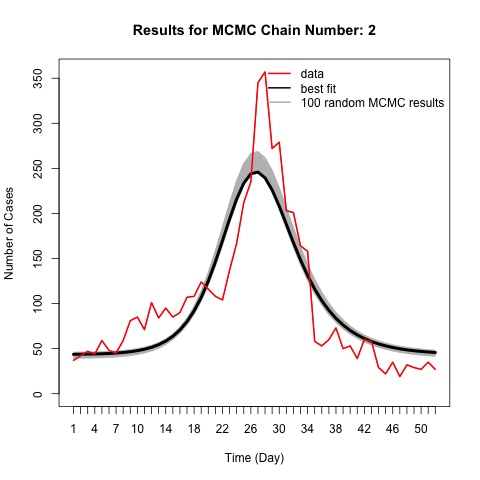 Results for MCMC Chain Number: 2
data
best fit
100 random MCMC results
Number of Cases
350
300
250
200
150
100
50
0
1 4 7 10 14 18 22 26 30 34 38 42 46 50
Time (Day)